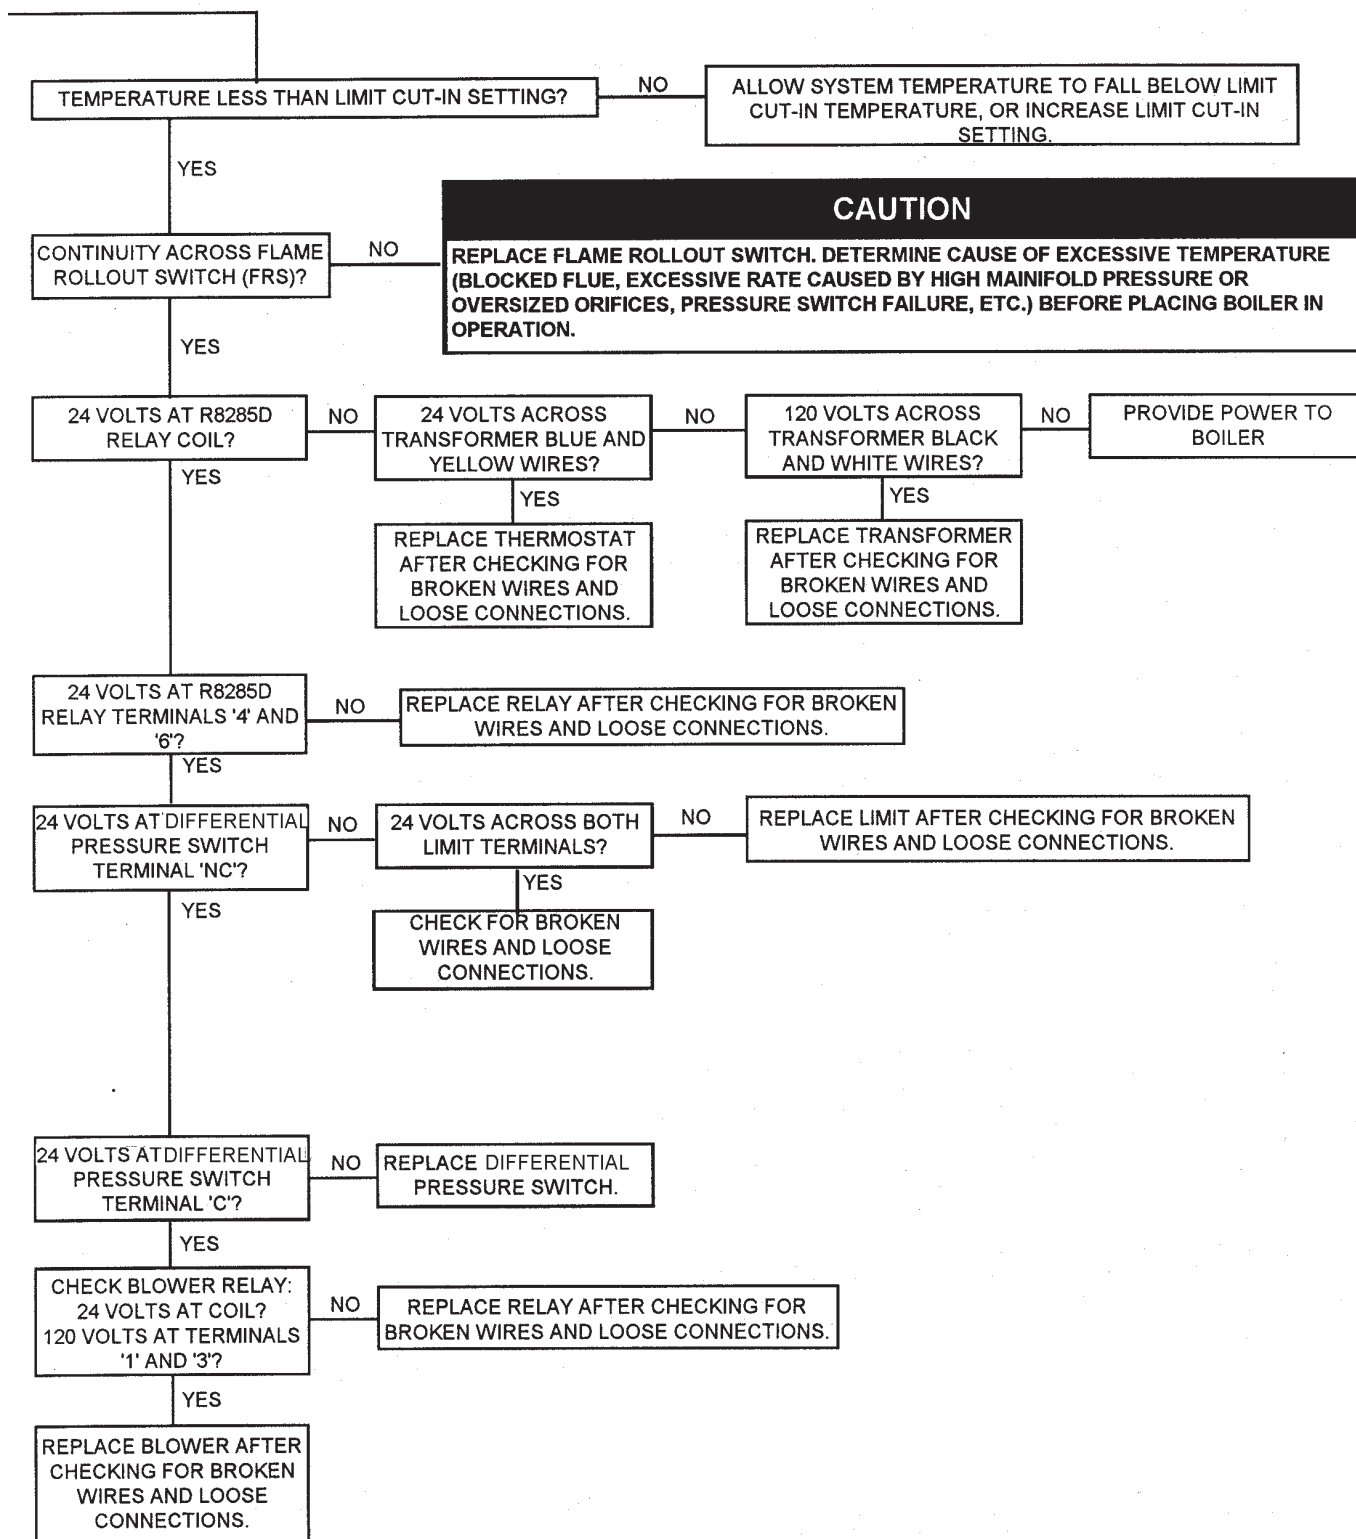 TEMPERATURE LESS THAN LIMIT CUT-IN SETTING?
NO
ALLOW SYSTEM TEMPERATURE TO FALL BELOW LIMIT
CUT-IN TEMPERATURE, OR INCREASE LIMIT CUT-IN
SETTING.
YES
CAUTION
CONTINUITY ACROSS FLAME
ROLLOUT SWITCH (FRS)?
NO
REPLACE FLAME ROLLOUT SWITCH. DETERMINE CAUSE OF EXCESSIVE TEMPERATURE
(BLOCKED FLUE, EXCESSIVE RATE CAUSED BY HIGH MAINIFOLD PRESSURE OR
OVERSIZED ORIFICES, PRESSURE SWITCH FAILURE, ETC.) BEFORE PLACING BOILER IN
OPERATION.
YES
24 VOLTS AT R8285D
RELAY COIL?
NO
24 VOLTS ACROSS
TRANSFORMER BLUE AND
YELLOW WIRES?
NO
120 VOLTS ACROSS
TRANSFORMER BLACK
AND WHITE WIRES?
NO
PROVIDE POWER TO
BOILER
YES
YES
YES
REPLACE THERMOSTAT
AFTER CHECKING FOR
BROKEN WIRES AND
LOOSE CONNECTIONS.
REPLACE TRANSFORMER
AFTER CHECKING FOR
BROKEN WIRES AND
LOOSE CONNECTIONS.
24 VOLTS AT R8285D
RELAY TERMINALS '4' AND
'6'?
NO
REPLACE RELAY AFTER CHECKING FOR BROKEN
WIRES AND LOOSE CONNECTIONS.
YES
24 VOLTS AT DIFFERENTIAL
PRESSURE SWITCH
TERMINAL 'NC'?
NO
24 VOLTS ACROSS BOTH
LIMIT TERMINALS?
NO
REPLACE LIMIT AFTER CHECKING FOR BROKEN
WIRES AND LOOSE CONNECTIONS.
YES
YES
CHECK FOR BROKEN
WIRES AND LOOSE
CONNECTIONS.
24 VOLTS AT DIFFERENTIAL
PRESSURE SWITCH
TERMINAL 'C'?
NO
REPLACE DIFFERENTIAL
PRESSURE SWITCH.
YES
CHECK BLOWER RELAY:
24 VOLTS AT COIL?
120 VOLTS AT TERMINALS
'1' AND '3'?
NO
REPLACE RELAY AFTER CHECKING FOR
BROKEN WIRES AND LOOSE CONNECTIONS.
YES
REPLACE BLOWER AFTER
CHECKING FOR BROKEN
WIRES AND LOOSE
CONNECTIONS.